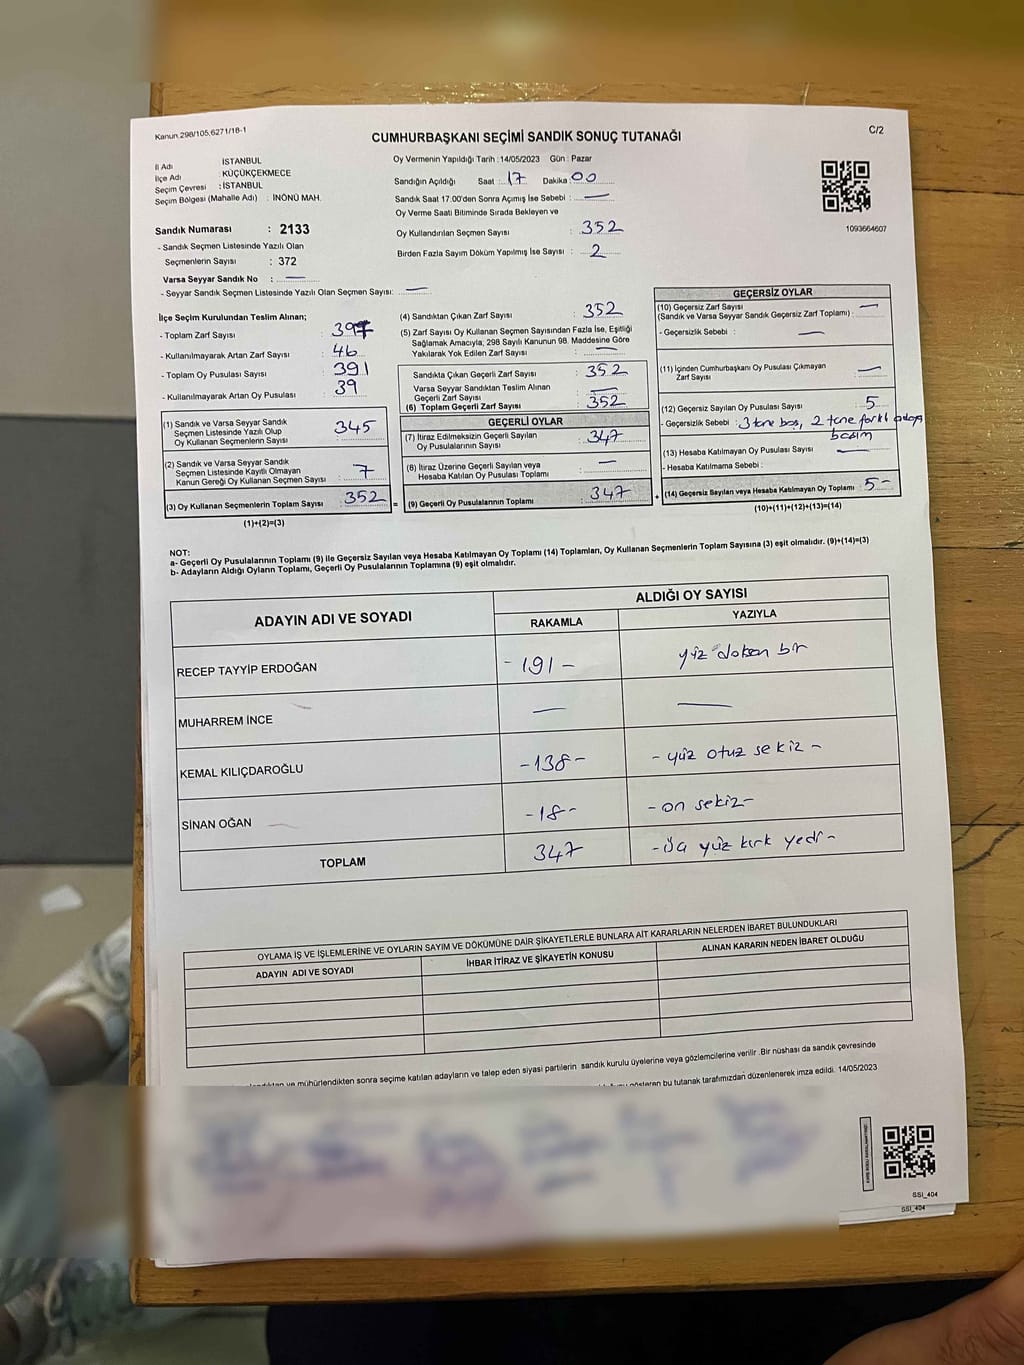 Kanun.298/105,6271/18-1
C/2
CUMHURBAŞKANI SEÇİMİ SANDIK SONUÇ TUTANAĞI
İl Adı : İSTANBUL
İlçe Adı : KÜÇÜKÇEKMECE
Seçim Çevresi : İSTANBUL
Seçim Bölgesi (Mahalle Adı) : İNÖNÜ MAH.
Sandık Numarası : 2133
- Sandık Seçmen Listesinde Yazılı Olan
Seçmenlerin Sayısı : 372
Varsa Seyyar Sandık No : —
- Seyyar Sandık Seçmen Listesinde Yazılı Olan Seçmen Sayısı: —
Oy Vermenin Yapıldığı Tarih : 14/05/2023 Gün : Pazar
Sandığın Açıldığı Saat : 17 Dakika : 00
Sandık Saat 17.00'den Sonra Açımış İse Sebebi : —
Oy Verme Saati Bitiminde Sırada Bekleyen ve
Oy Kullandırılan Seçmen Sayısı : 352
Birden Fazla Sayım Döküm Yapılmış İse Sayısı : 2
1093664607
İlçe Seçim Kurulundan Teslim Alınan;
- Toplam Zarf Sayısı : 397
- Kullanılmayarak Artan Zarf Sayısı : 46
- Toplam Oy Pusulası Sayısı : 391
- Kullanılmayarak Artan Oy Pusulası : 39
(1) Sandık ve Varsa Seyyar Sandık
Seçmen Listesinde Yazılı Olup
Oy Kullanan Seçmenlerin Sayısı : 345
(2) Sandık ve Varsa Seyyar Sandık
Seçmen Listesinde Kayıtlı Olmayan
Kanun Gereği Oy Kullanan Seçmen Sayısı : 7
(3) Oy Kullanan Seçmenlerin Toplam Sayısı : 352 =
(1)+(2)=(3)
(4) Sandıktan Çıkan Zarf Sayısı : 352
(5) Zarf Sayısı Oy Kullanan Seçmen Sayısından Fazla İse, Eşitliği
Sağlamak Amacıyla; 298 Sayılı Kanunun 98. Maddesine Göre
Yakılarak Yok Edilen Zarf Sayısı : —
Sandıkta Çıkan Geçerli Zarf Sayısı : 352
Varsa Seyyar Sandıktan Teslim Alınan
Geçerli Zarf Sayısı : —
(6) Toplam Geçerli Zarf Sayısı : 352
GEÇERLİ OYLAR
(7) İtiraz Edilmeksizin Geçerli Sayılan
Oy Pusulalarının Sayısı : 347
(8) İtiraz Üzerine Geçerli Sayılan veya
Hesaba Katılan Oy Pusulası Toplamı : —
(9) Geçerli Oy Pusulalarının Toplamı : 347 +
GEÇERSİZ OYLAR
(10) Geçersiz Zarf Sayısı
(Sandık ve Varsa Seyyar Sandık Geçersiz Zarf Toplamı) : —
- Geçersizlik Sebebi : —
(11) İçinden Cumhurbaşkanı Oy Pusulası Çıkmayan
Zarf Sayısı : —
(12) Geçersiz Sayılan Oy Pusulası Sayısı : 5
- Geçersizlik Sebebi : 3 tane boş, 2 tane farklı adaya
basım
(13) Hesaba Katılmayan Oy Pusulası Sayısı : —
- Hesaba Katılmama Sebebi :
(14) Geçersiz Sayılan veya Hesaba Katılmayan Oy Toplamı : 5-
(10)+(11)+(12)+(13)=(14)
NOT:
a- Geçerli Oy Pusulalarının Toplamı (9) ile Geçersiz Sayılan veya Hesaba Katılmayan Oy Toplamı (14) Toplamları, Oy Kullanan Seçmenlerin Toplam Sayısına (3) eşit olmalıdır. (9)+(14)=(3)
b- Adayların Aldığı Oyların Toplamı, Geçerli Oy Pusulalarının Toplamına (9) eşit olmalıdır.
ADAYIN ADI VE SOYADI
ALDIĞI OY SAYISI
RAKAMLA YAZIYLA
RECEP TAYYİP ERDOĞAN -191- yüz doksan bir
MUHARREM İNCE — —
KEMAL KILIÇDAROĞLU -138- -yüz otuz sekiz-
SİNAN OĞAN -18- -on sekiz-
TOPLAM 347 -üç yüz kırk yedi-
OYLAMA İŞ VE İŞLEMLERİNE VE OYLARIN SAYIM VE DÖKÜMÜNE DAİR ŞİKAYETLERLE BUNLARA AİT KARARLARIN NELERDEN İBARET BULUNDUKLARI
ADAYIN ADI VE SOYADI İHBAR İTİRAZ VE ŞİKAYETİN KONUSU ALINAN KARARIN NEDEN İBARET OLDUĞU
ve mühürlendikten sonra seçime katılan adayların ve talep eden siyasi partilerin sandık kurulu üyelerine veya gözlemcilerine verilir .Bir nüshası da sandık çevresinde
gösteren bu tutanak tarafımızdan düzenlenerek imza edildi. 14/05/2023
SSI_404
SSI_404